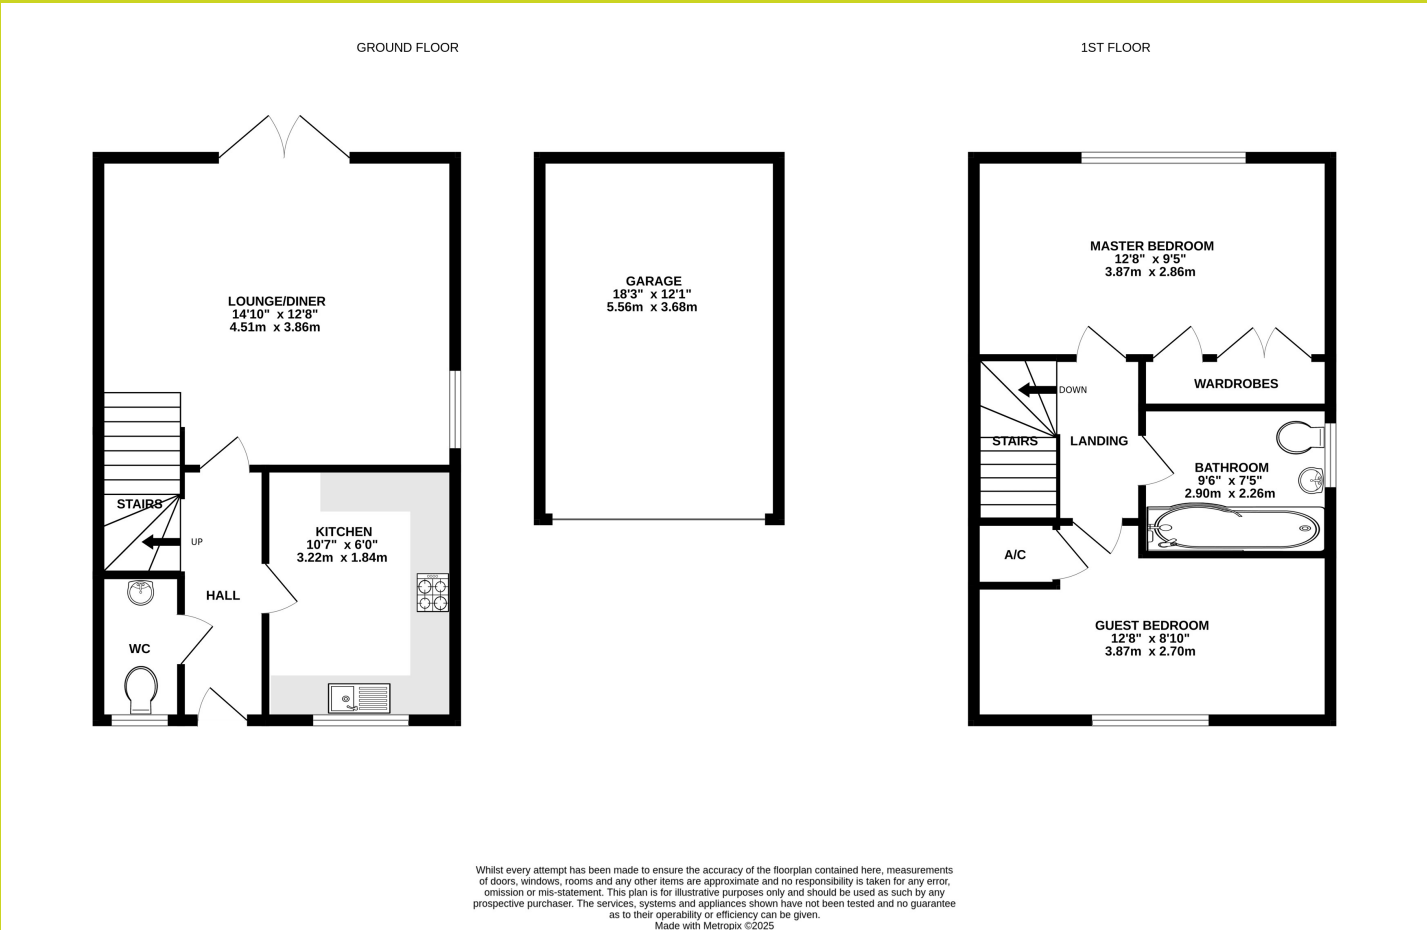 GROUND FLOOR
1ST FLOOR
LOUNGE/DINER
14'10" x 12'8"
4.51m x 3.86m
GARAGE
18'3" x 12'1"
5.56m x 3.68m
MASTER BEDROOM
12'8" x 9'5"
3.87m x 2.86m
WARDROBES
DOWN
STAIRS
LANDING
BATHROOM
9'6" x 7'5"
2.90m x 2.26m
STAIRS
UP
KITCHEN
10'7" x 6'0"
3.22m x 1.84m
A/C
HALL
WC
GUEST BEDROOM
12'8" x 8'10"
3.87m x 2.70m
Whilst every attempt has been made to ensure the accuracy of the floorplan contained here, measurements
of doors, windows, rooms and any other items are approximate and no responsibility is taken for any error,
omission or mis-statement. This plan is for illustrative purposes only and should be used as such by any
prospective purchaser. The services, systems and appliances shown have not been tested and no guarantee
as to their operability or efficiency can be given.
Made with Metropix ©2025